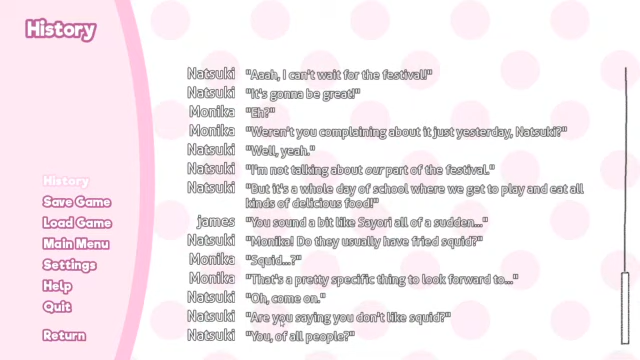 History
Natsuki "Aaah, I can't wait for the festival!"
Natsuki "It's gonna be great!"
Monika "Eh?"
Monika "Weren't you complaining about it just yesterday, Natsuki?"
Natsuki "Well, yeah."
Natsuki "I'm not talking about our part of the festival."
Natsuki "But it's a whole day of school where we get to play and eat all
kinds of delicious food!"
james "You sound a bit like Sayori all of a sudden..."
Natsuki "Monika! Do they usually have fried squid?"
Monika "Squid...?"
Monika "That's a pretty specific thing to look forward to..."
Natsuki "Oh, come on."
Natsuki "Are you saying you don't like squid?"
Natsuki "You, of all people?"
History
Save Game
Load Game
Main Menu
Settings
Help
Quit
Return